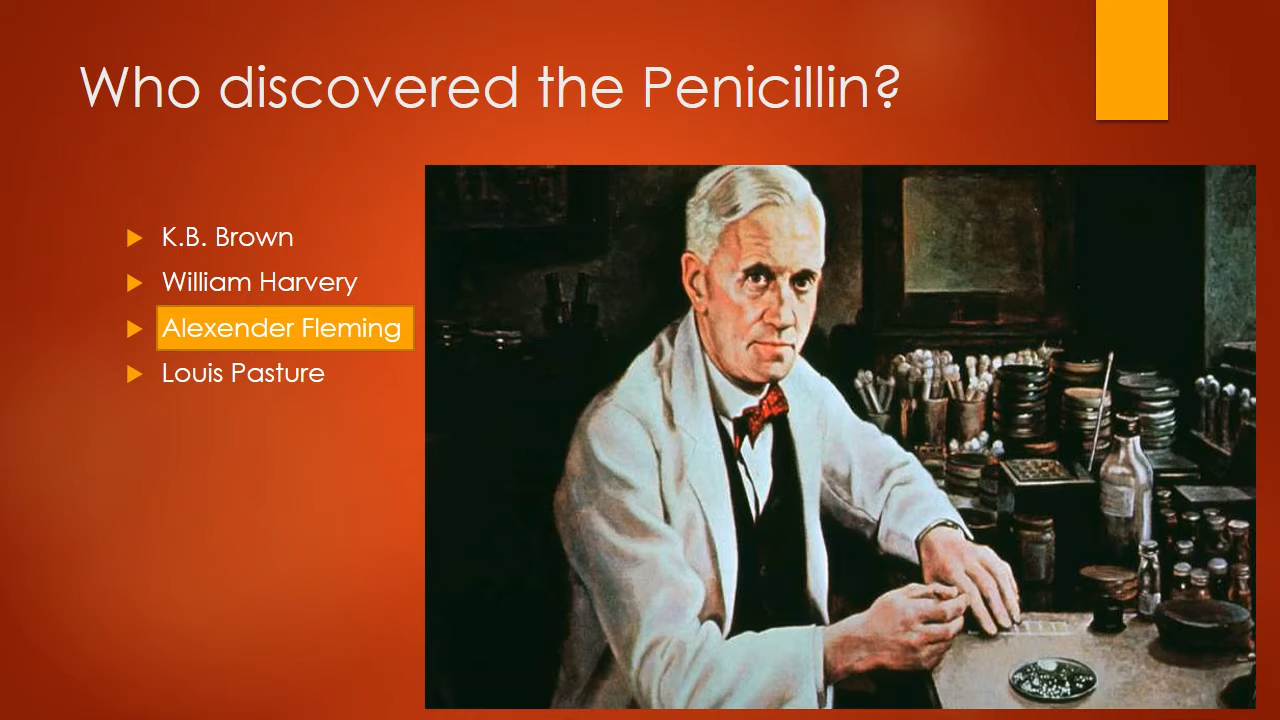 Who discovered the Penicillin?
K.B. Brown
William Harvery
Alexender Fleming
Louis Pasture